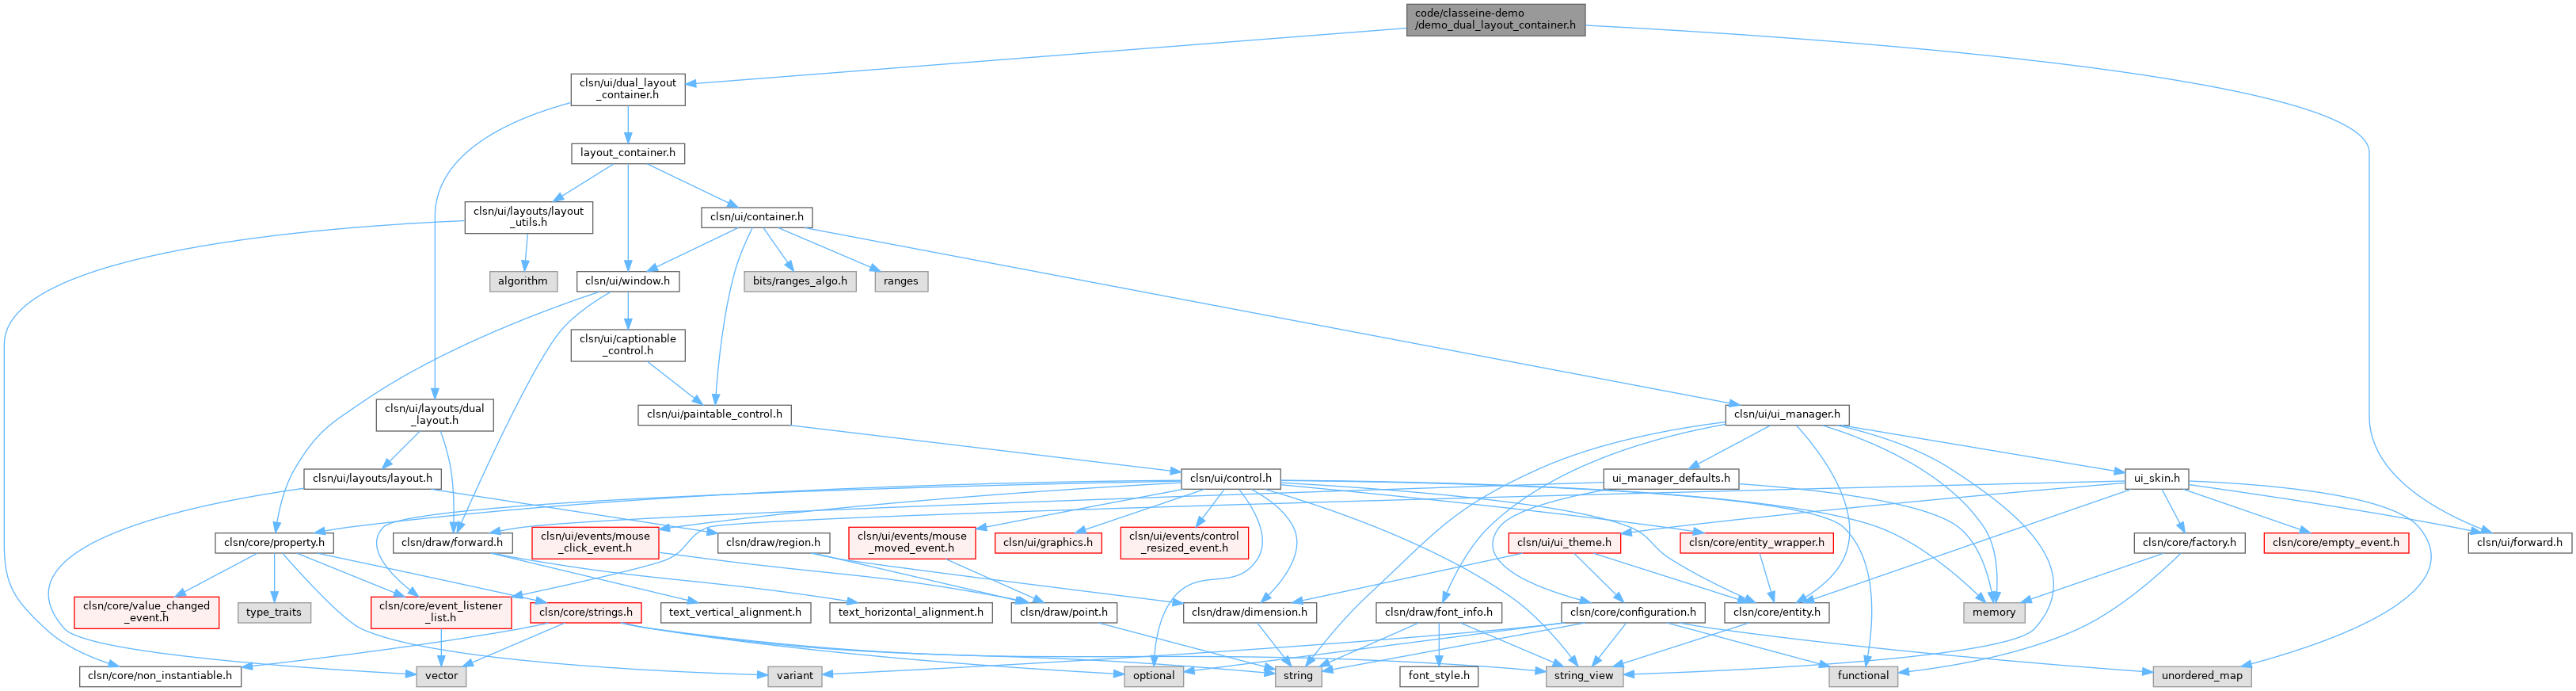 code/classeine-demo
/demo_dual_layout_container.h
clsn/ui/dual_layout
_container.h
layout_container.h
clsn/ui/layouts/layout
_utils.h
clsn/ui/container.h
algorithm
clsn/ui/window.h
bits/ranges_algo.h
ranges
clsn/ui/captionable
_control.h
clsn/ui/layouts/dual
_layout.h
clsn/ui/paintable_control.h
clsn/ui/ui_manager.h
clsn/ui/layouts/layout.h
clsn/ui/control.h
ui_manager_defaults.h
ui_skin.h
clsn/core/property.h
clsn/draw/forward.h
clsn/ui/events/mouse
_click_event.h
clsn/draw/region.h
clsn/ui/events/mouse
_moved_event.h
clsn/ui/graphics.h
clsn/ui/events/control
_resized_event.h
clsn/ui/ui_theme.h
clsn/core/entity_wrapper.h
clsn/core/factory.h
clsn/core/empty_event.h
clsn/ui/forward.h
clsn/core/value_changed
_event.h
type_traits
clsn/core/event_listener
_list.h
clsn/core/strings.h
text_vertical_alignment.h
text_horizontal_alignment.h
clsn/draw/point.h
clsn/draw/dimension.h
clsn/draw/font_info.h
clsn/core/configuration.h
clsn/core/entity.h
memory
clsn/core/non_instantiable.h
vector
variant
optional
string
font_style.h
string_view
functional
unordered_map